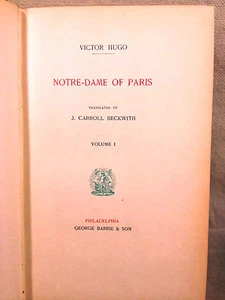 VICTOR HUGO
NOTRE-DAME OF PARIS
TRANSLATED BY
J. CARROLL BECKWITH
VOLUME I
PHILADELPHIA
GEORGE BARRIE & SON